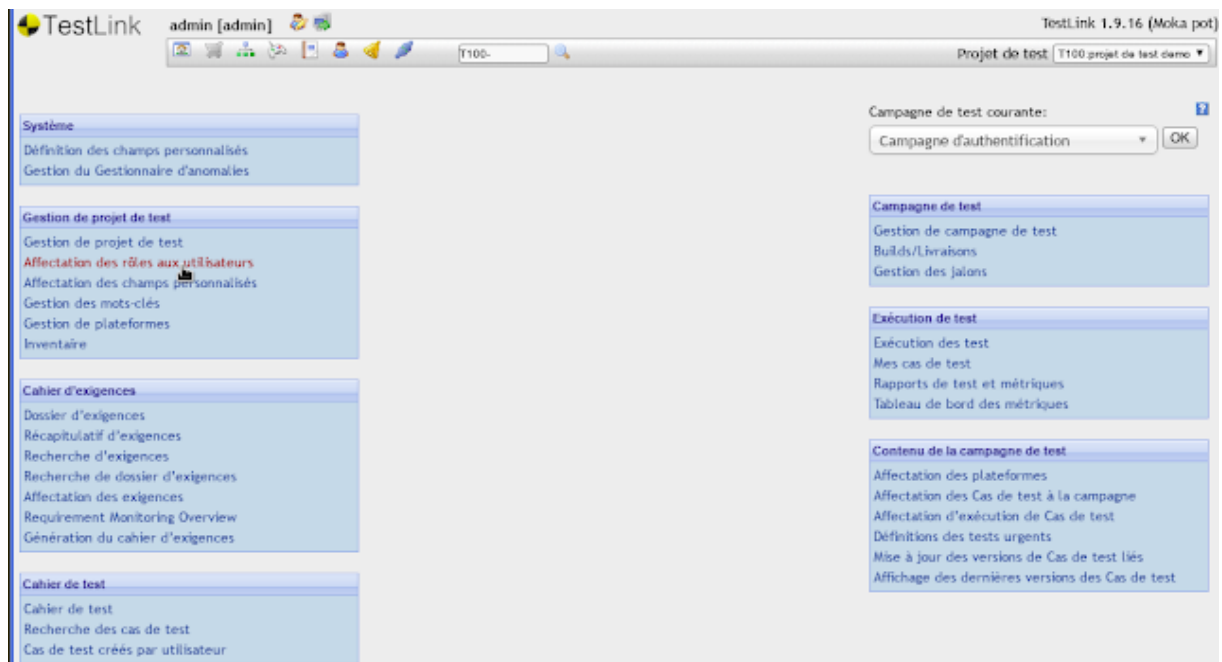 TestLink admin [admin] TestLink 1.9.16 (Moka pot)
T100- Projet de test T100:projet de test demo
Système
Définition des champs personnalisés
Gestion du Gestionnaire d'anomalies
Gestion de projet de test
Gestion de projet de test
Affectation des rôles aux utilisateurs
Affectation des champs personnalisés
Gestion des mots-clés
Gestion de plateformes
Inventaire
Cahier d'exigences
Dossier d'exigences
Récapitulatif d'exigences
Recherche d'exigences
Recherche de dossier d'exigences
Affectation des exigences
Requirement Monitoring Overview
Génération du cahier d'exigences
Cahier de test
Cahier de test
Recherche des cas de test
Cas de test créés par utilisateur
Campagne de test courante:
Campagne d'authentification OK
Campagne de test
Gestion de campagne de test
Builds/Livraisons
Gestion des jalons
Exécution de test
Exécution des test
Mes cas de test
Rapports de test et métriques
Tableau de bord des métriques
Contenu de la campagne de test
Affectation des plateformes
Affectation des Cas de test à la campagne
Affectation d'exécution de Cas de test
Définitions des tests urgents
Mise à jour des versions de Cas de test liés
Affichage des dernières versions des Cas de test